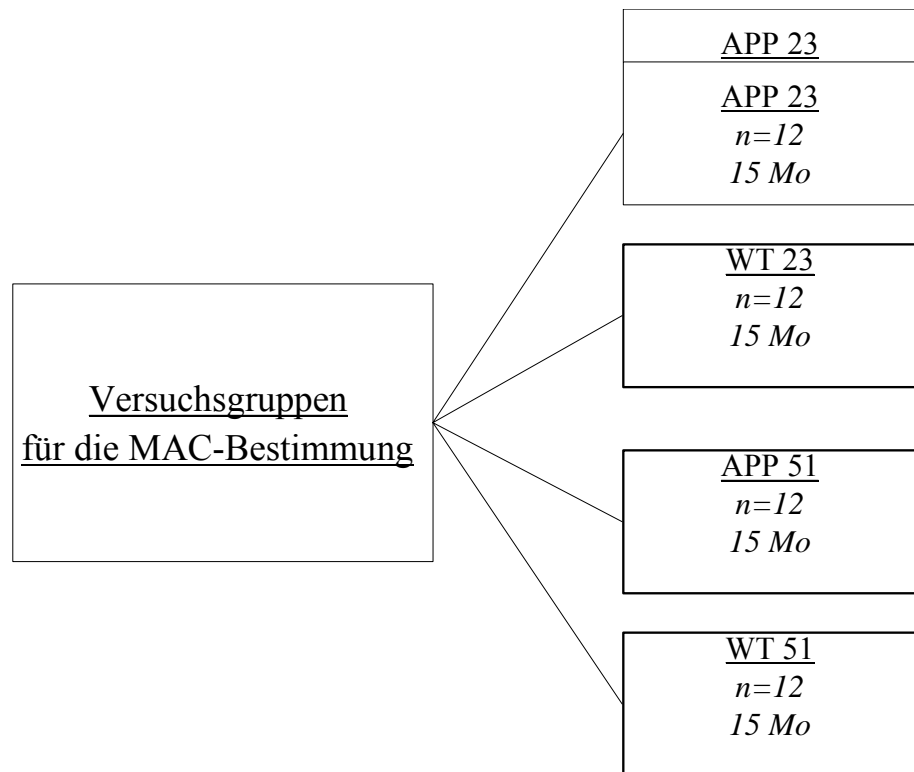 Versuchsgruppen
für die MAC-Bestimmung
APP 23
APP 23
n=12
15 Mo
WT 23
n=12
15 Mo
APP 51
n=12
15 Mo
WT 51
n=12
15 Mo